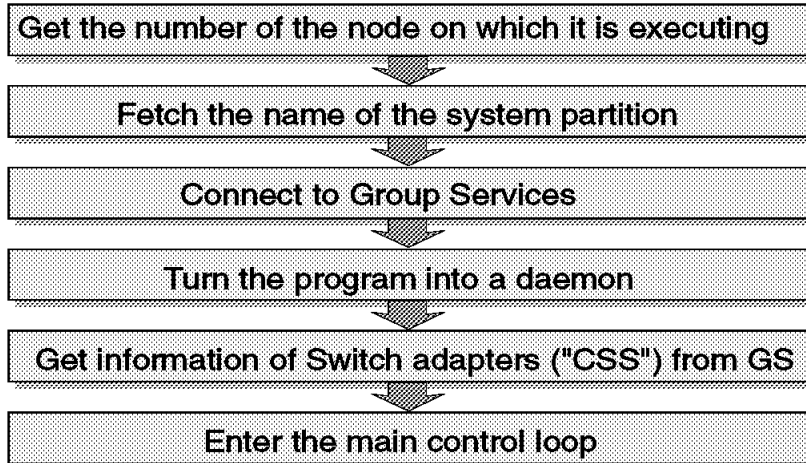 Get the number of the node on which it is executing
Fetch the name of the system partition
Connect to Group Services
Turn the program into a daemon
Get information of Switch adapters ("CSS") from GS
Enter the main control loop